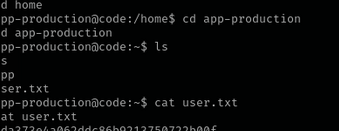 d home
pp-production@code:/home$ cd app-production
d app-production
pp-production@code:~$ ls
s
pp
ser.txt
pp-production@code:~$ cat user.txt
at user.txt